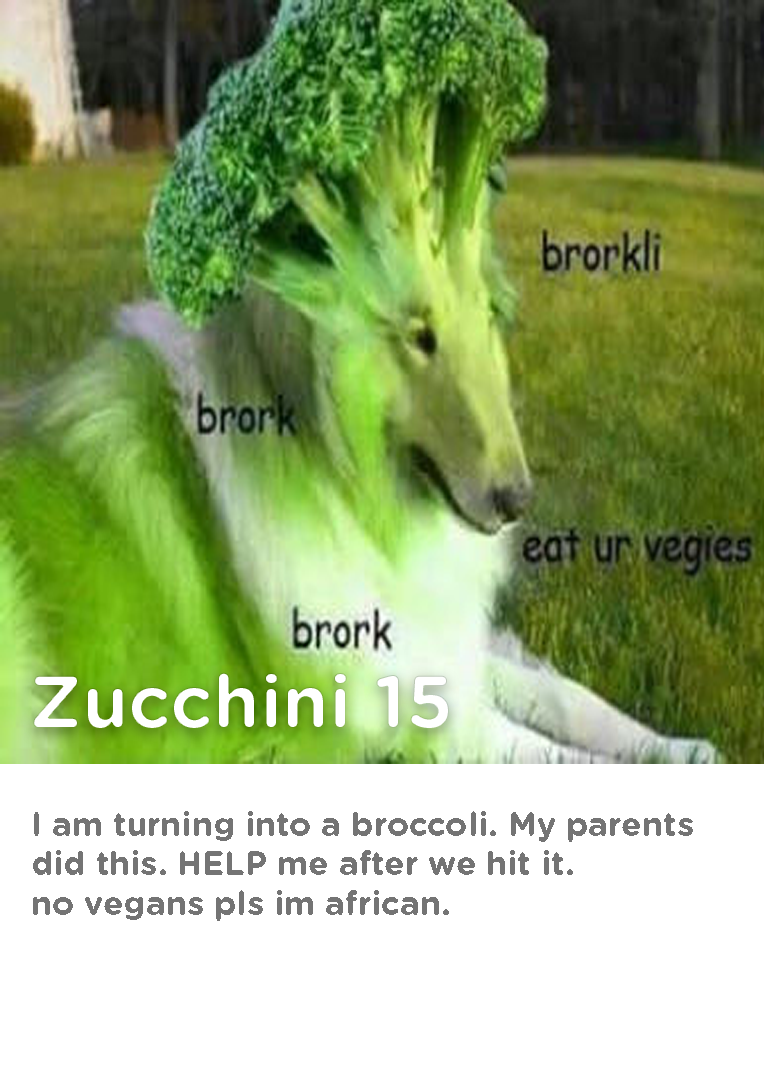 brorkli
brork
eat ur vegies
brork
Zucchini 15
I am turning into a broccoli. My parents
did this. HELP me after we hit it.
no vegans pls im african.